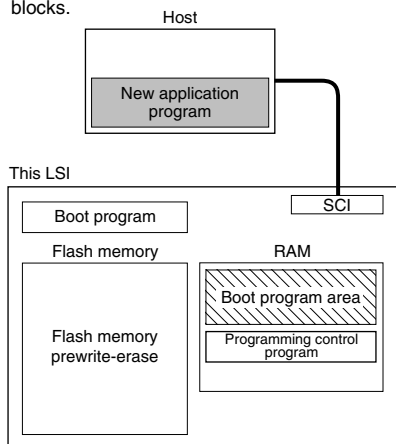 blocks.
Host
New application
program
This LSI
SCI
Boot program
Flash memory
RAM
Boot program area
Flash memory
prewrite-erase
Programming control
program